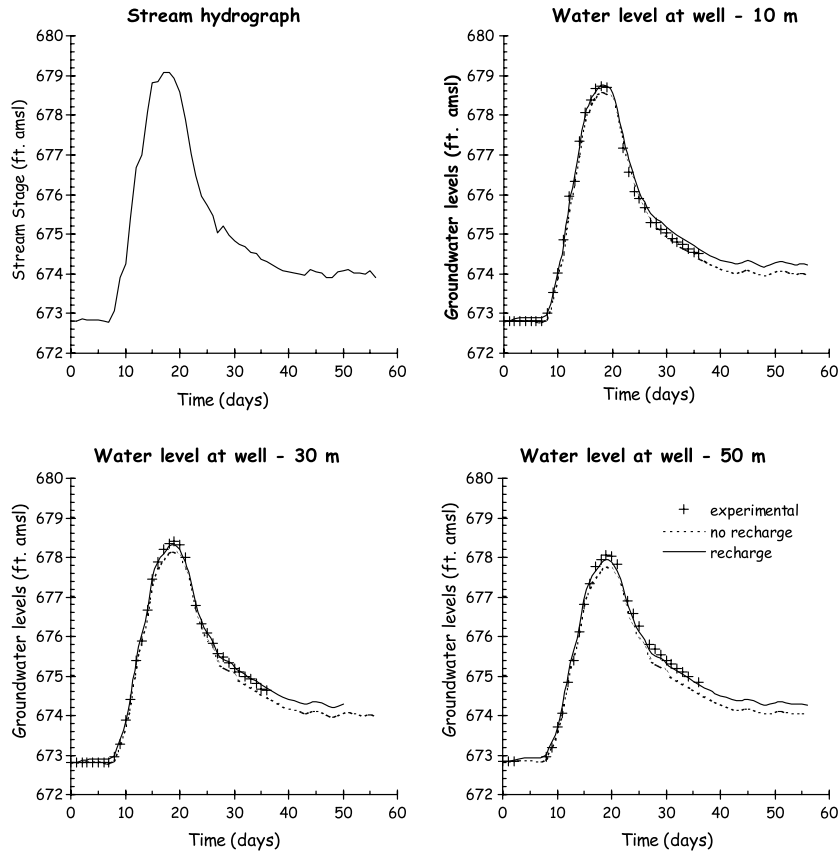 Stream hydrograph
Stream Stage (ft. amsl)
680
679
678
677
676
675
674
673
672
0 10 20 30 40 50 60
Time (days)
Water level at well - 10 m
Groundwater levels (ft. amsl)
680
679
678
677
676
675
674
673
672
0 10 20 30 40 50 60
Time (days)
Water level at well - 30 m
Groundwater levels (ft. amsl)
680
679
678
677
676
675
674
673
672
0 10 20 30 40 50 60
Time (days)
Water level at well - 50 m
Groundwater levels (ft. amsl)
680
679
678
677
676
675
674
673
672
experimental
no recharge
recharge
0 10 20 30 40 50 60
Time (days)